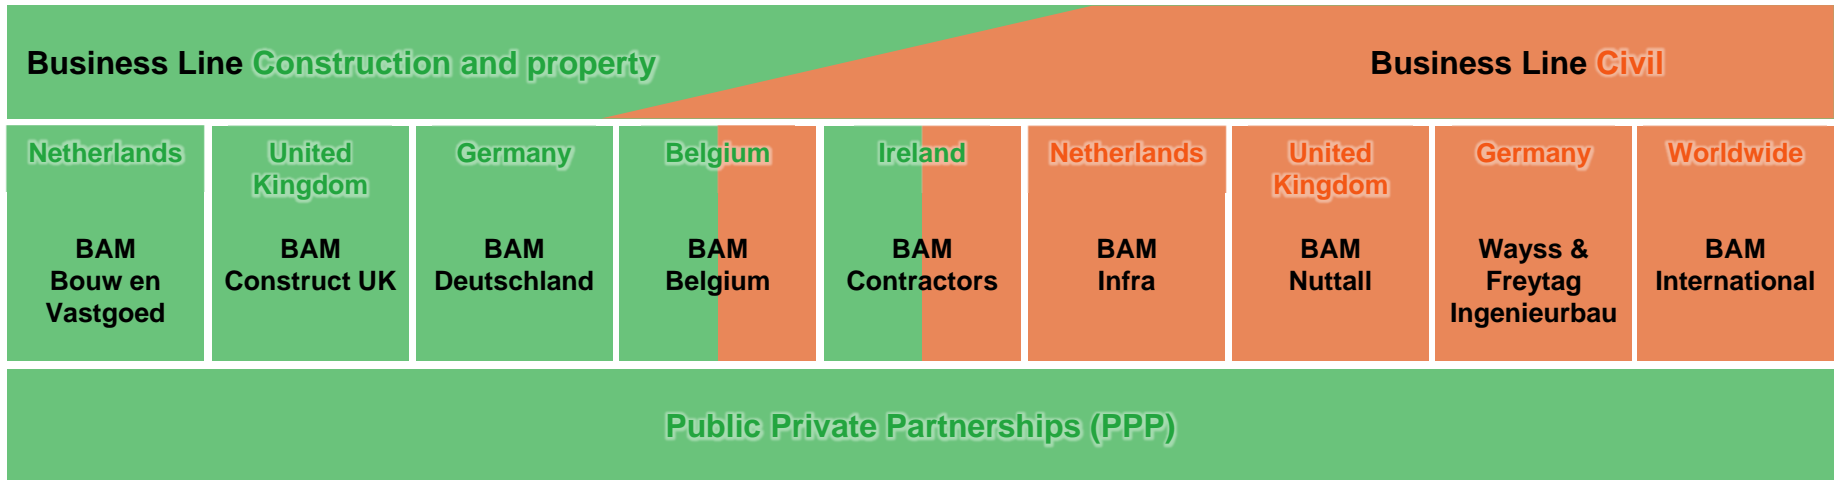 Business Line Construction and property
Business Line Civil
Netherlands
BAM
Bouw en
Vastgoed
United
Kingdom
BAM
Construct UK
Germany
BAM
Deutschland
Belgium
BAM
Belgium
Ireland
BAM
Contractors
Netherlands
BAM
Infra
United
Kingdom
BAM
Nuttall
Germany
Wayss &
Freytag
Ingenieurbau
Worldwide
BAM
International
Public Private Partnerships (PPP)